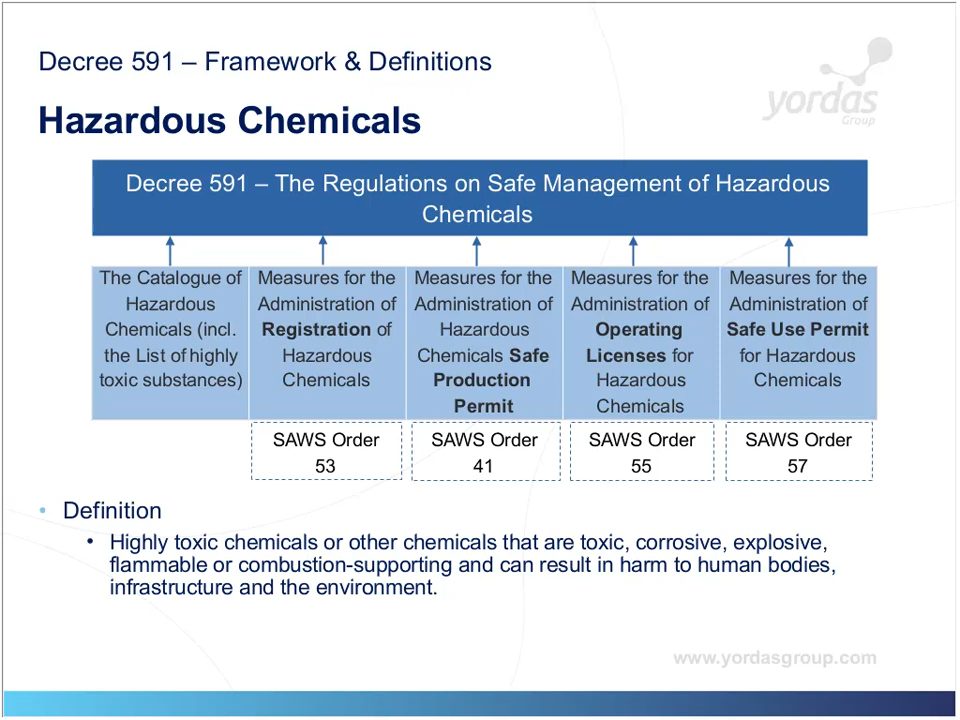 Decree 591 – Framework & Definitions
yordas
Group
Hazardous Chemicals
Decree 591 – The Regulations on Safe Management of Hazardous
Chemicals
The Catalogue of
Hazardous
Chemicals (incl.
the List of highly
toxic substances)
Measures for the
Administration of
Registration of
Hazardous
Chemicals
Measures for the
Administration of
Hazardous
Chemicals Safe
Production
Permit
Measures for the
Administration of
Operating
Licenses for
Hazardous
Chemicals
Measures for the
Administration of
Safe Use Permit
for Hazardous
Chemicals
SAWS Order
53
SAWS Order
41
SAWS Order
55
SAWS Order
57
• Definition
• Highly toxic chemicals or other chemicals that are toxic, corrosive, explosive,
flammable or combustion-supporting and can result in harm to human bodies,
infrastructure and the environment.
www.yordasgroup.com